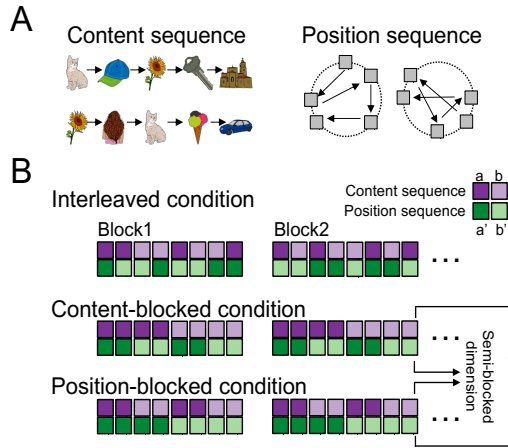 A
Content sequence
Position sequence
B
Interleaved condition
a b
Content sequence
Position sequence
a' b'
Block1
Block2
...
Content-blocked condition
...
Semi-blocked
dimension
Position-blocked condition
...